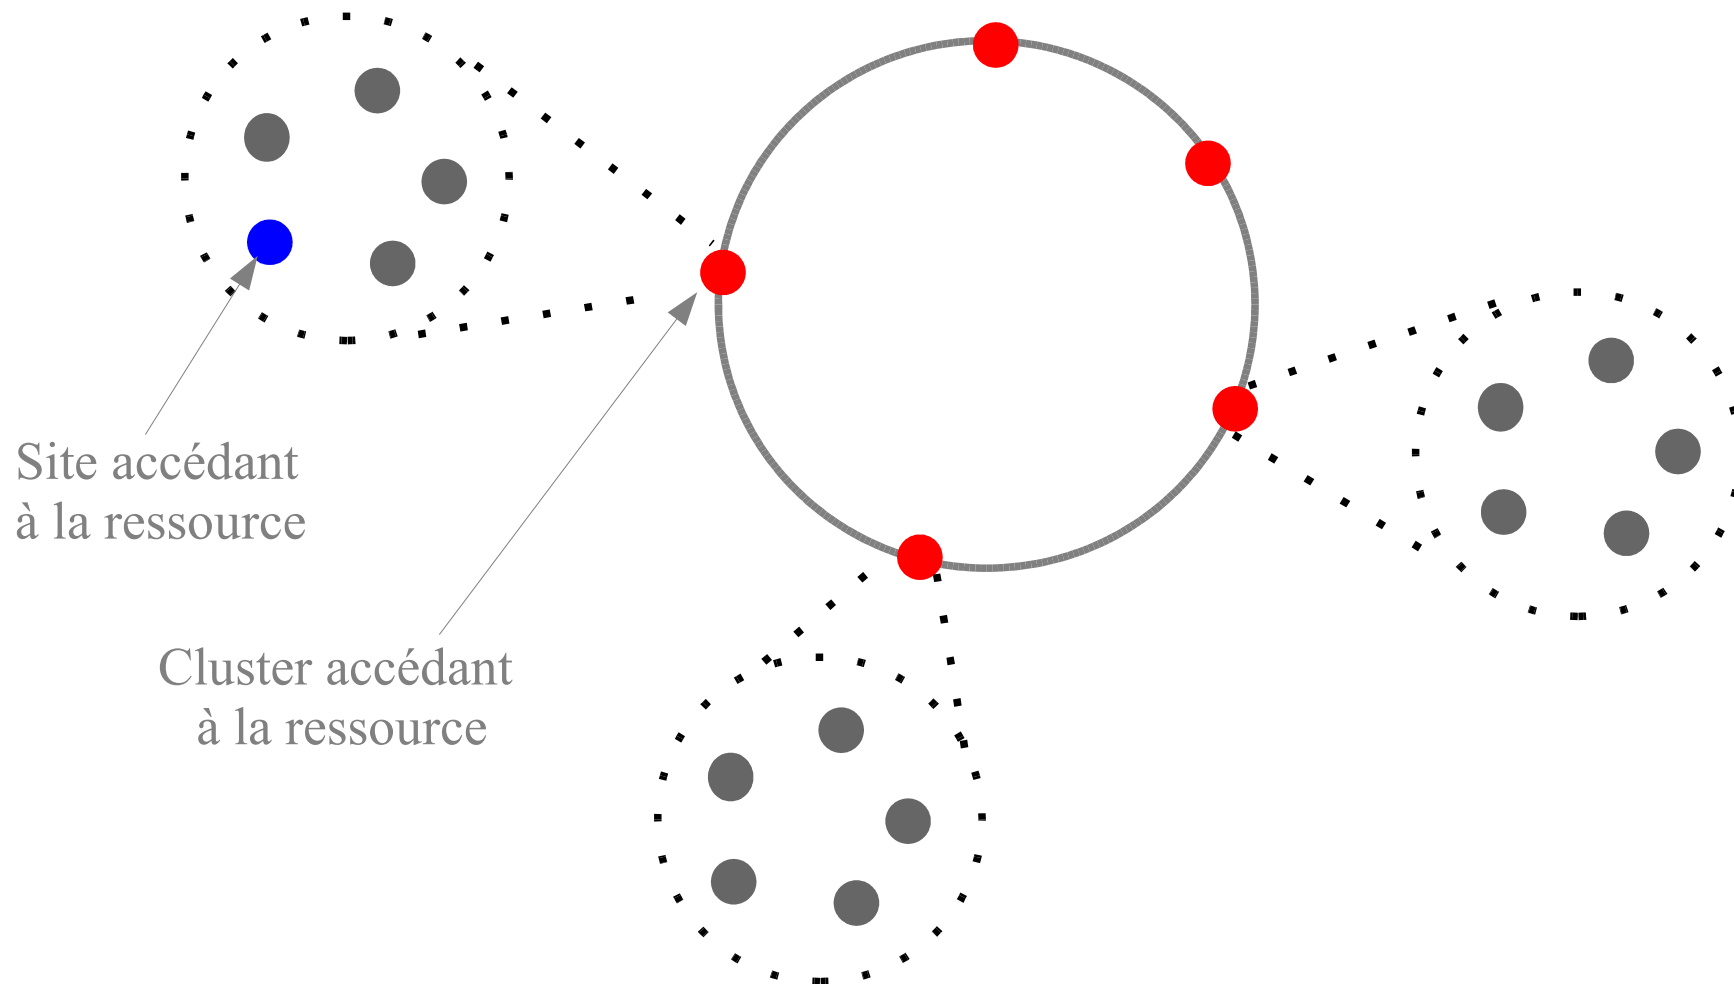 Site accédant
à la ressource
Cluster accédant
à la ressource